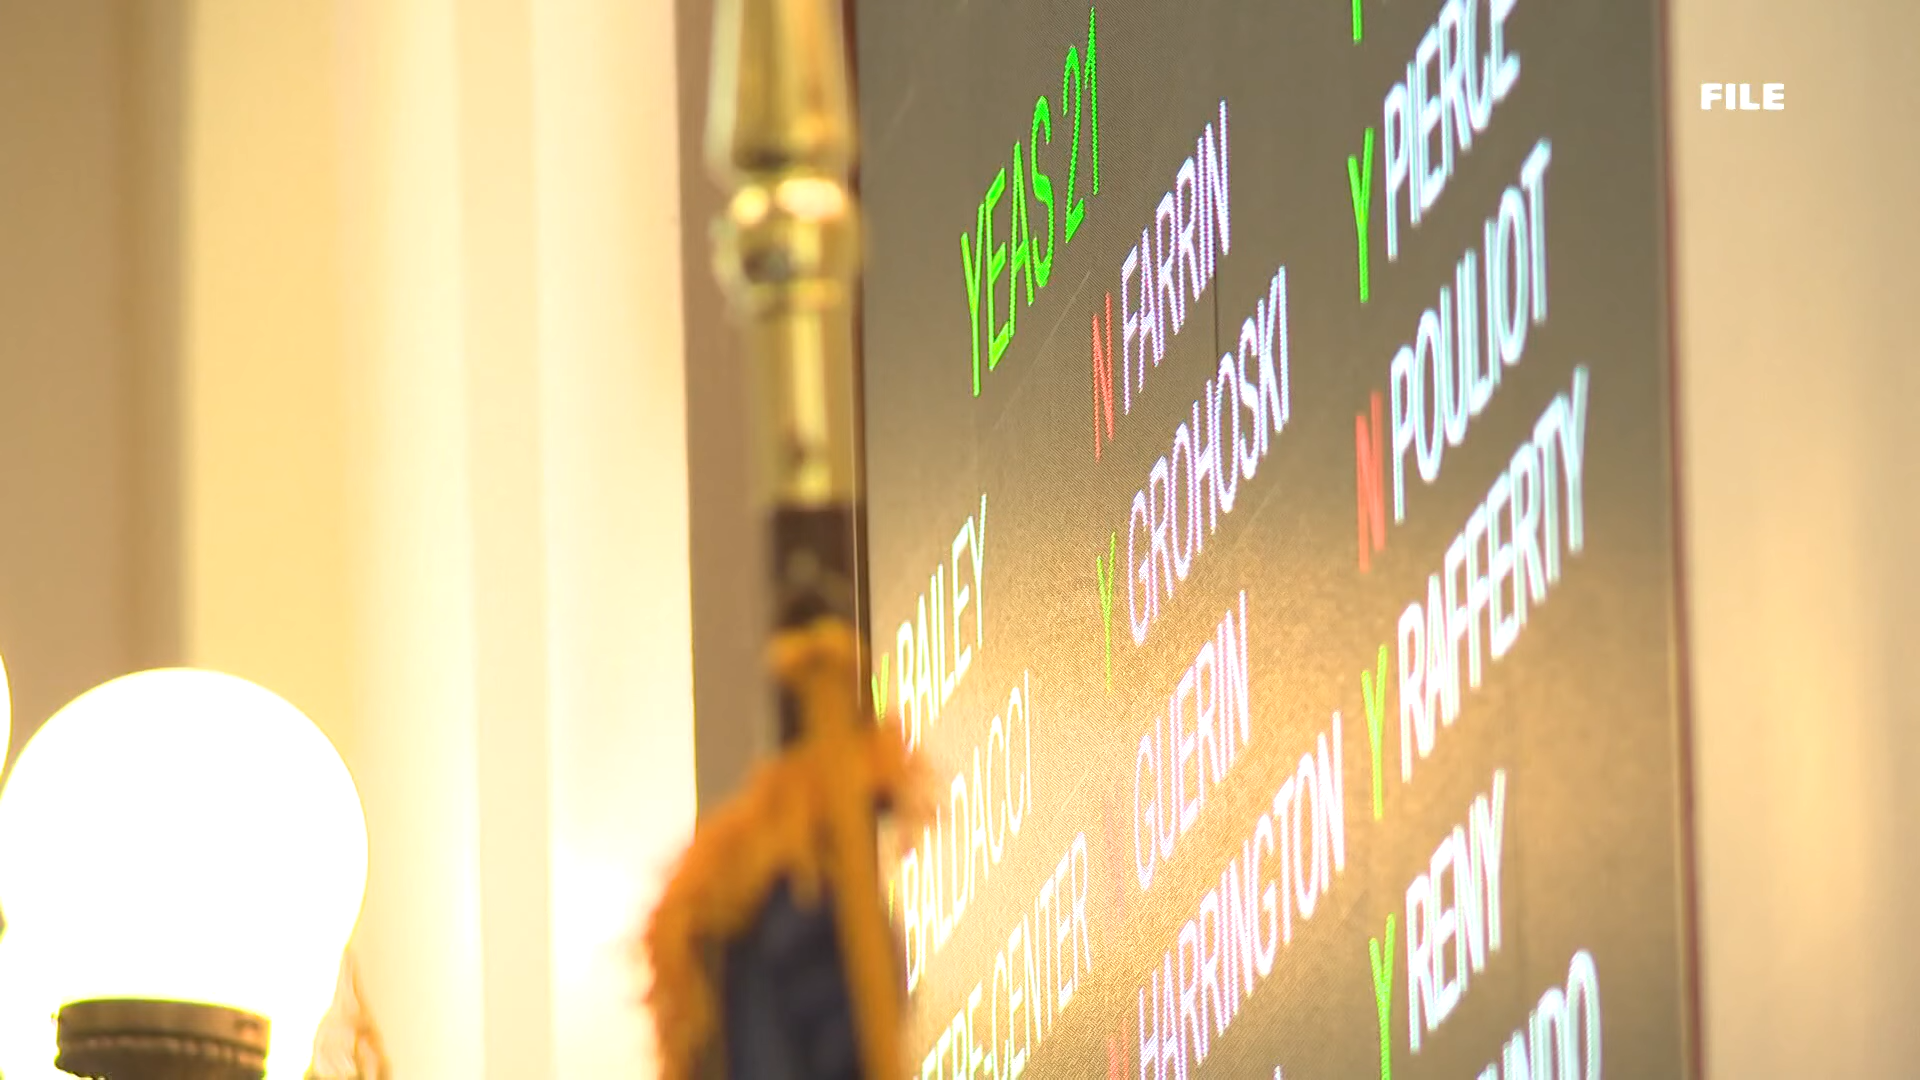 FILE
YEAS 21
Y BAILEY
BALDACCI
N FARRIN
Y GROHOSKI
N GUERIN
N HARRINGTON
Y
Y PIERCE
N POULIOT
Y RAFFERTY
Y RENY